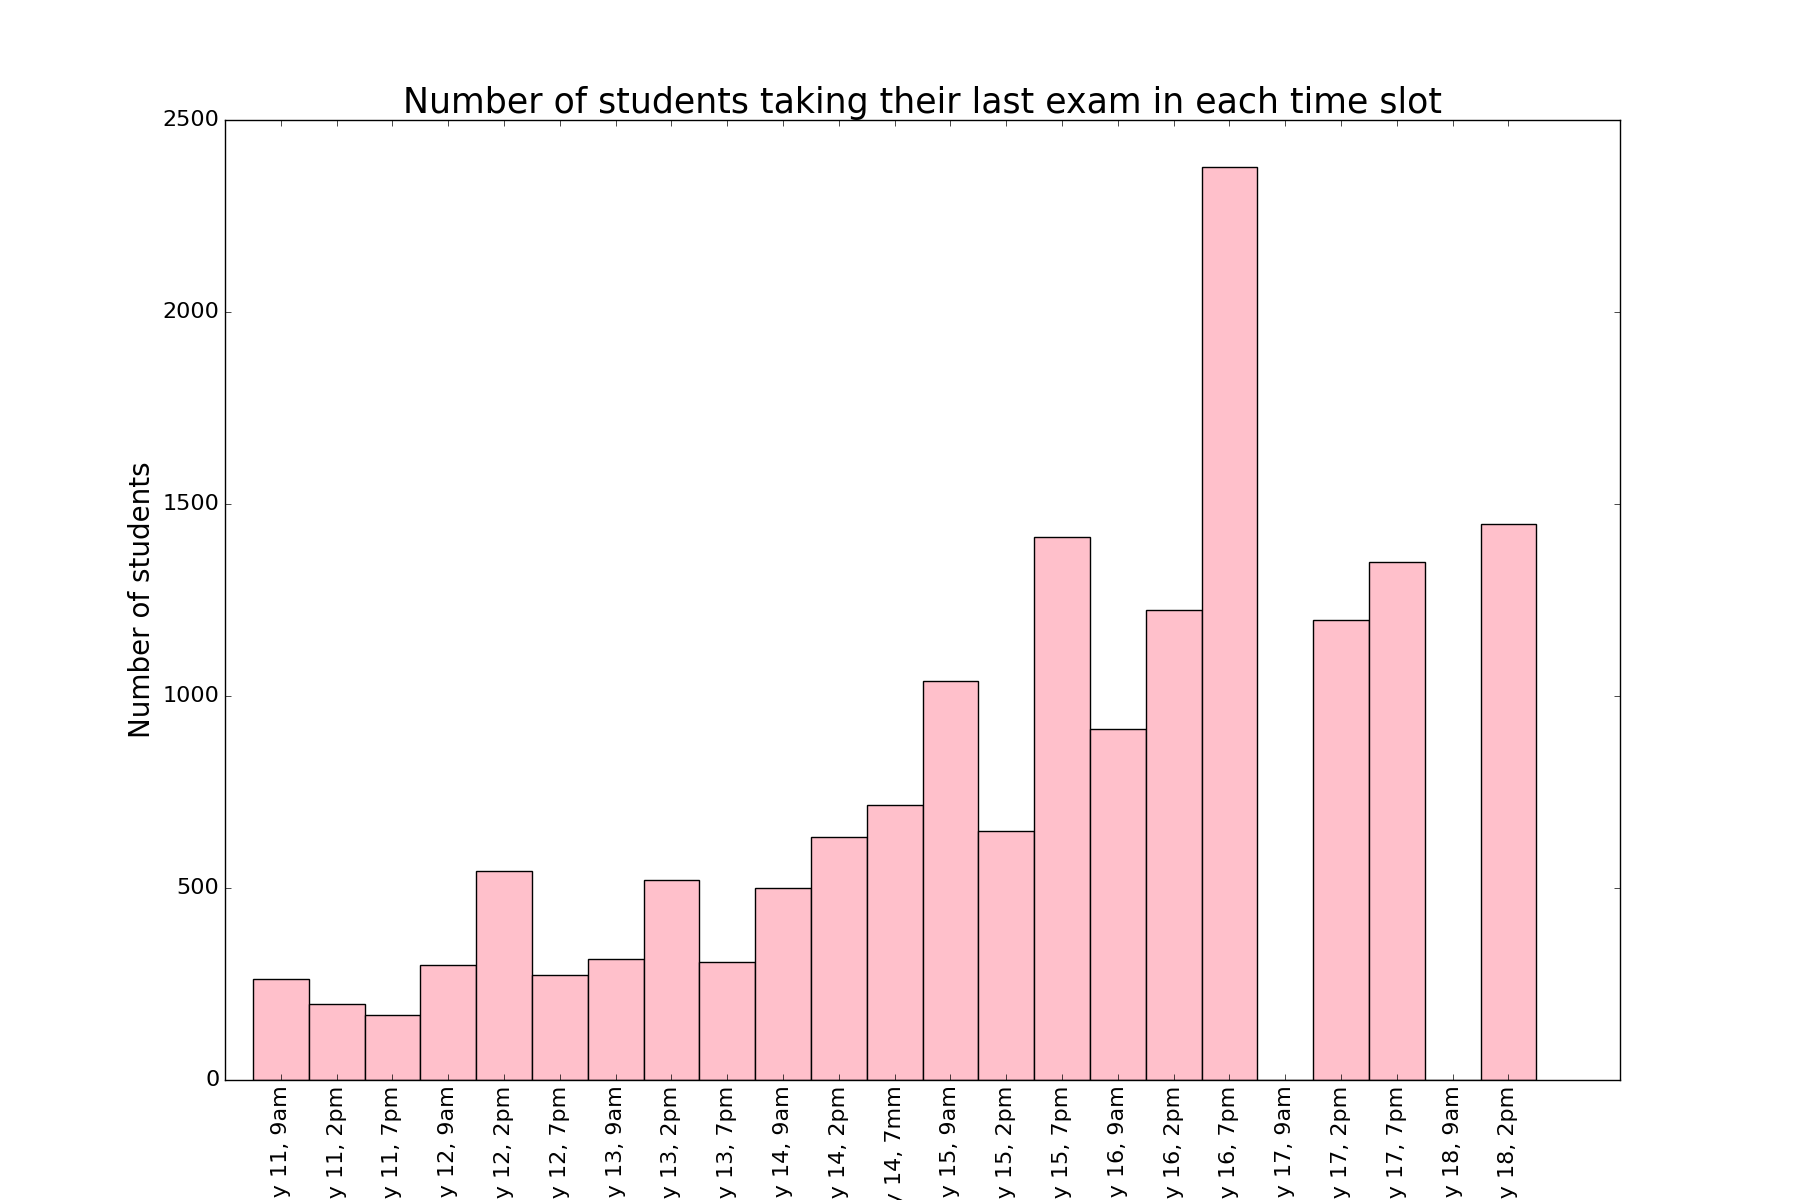 Number of students taking their last exam in each time slot
Number of students
2500
2000
1500
1000
500
0
y 11, 9am
y 11, 2pm
y 11, 7pm
y 12, 9am
y 12, 2pm
y 12, 7pm
y 13, 9am
y 13, 2pm
y 13, 7pm
y 14, 9am
y 14, 2pm
y 14, 7mm
y 15, 9am
y 15, 2pm
y 15, 7pm
y 16, 9am
y 16, 2pm
y 16, 7pm
y 17, 9am
y 17, 2pm
y 17, 7pm
y 18, 9am
y 18, 2pm